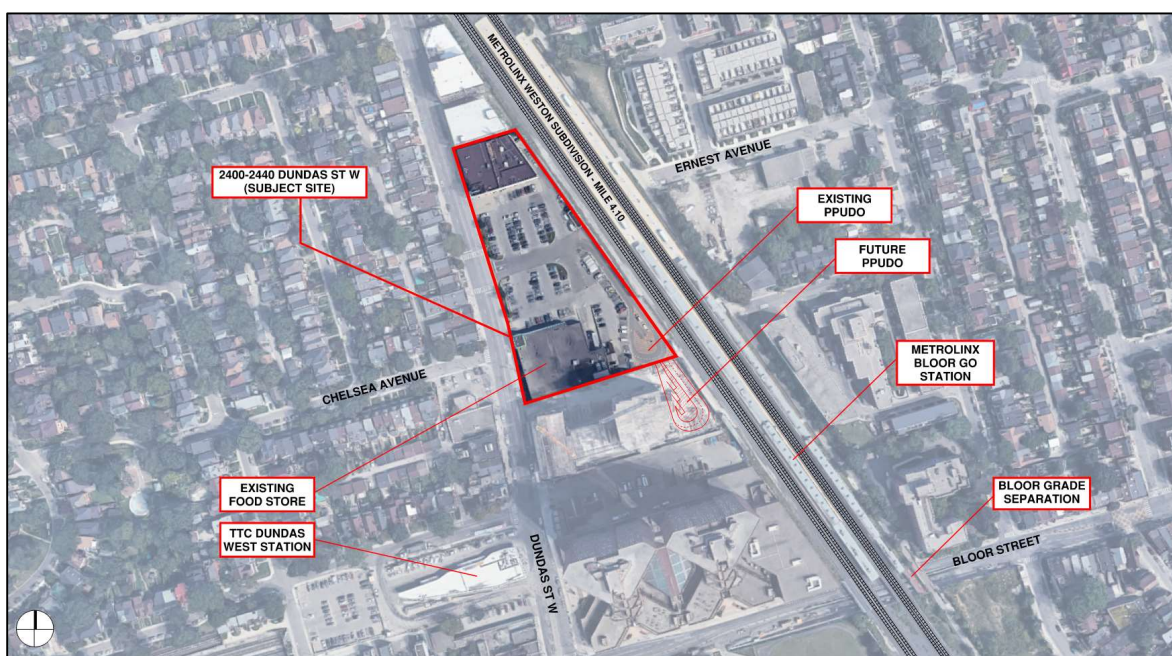 METROLINX WESTON SUBDIVISION - MILE 4.10
ERNEST AVENUE
2400-2440 DUNDAS ST W
(SUBJECT SITE)
EXISTING
PPUDO
FUTURE
PPUDO
METROLINX
BLOOR GO
STATION
CHELSEA AVENUE
EXISTING
FOOD STORE
BLOOR GRADE
SEPARATION
TTC DUNDAS
WEST STATION
DUNDAS ST W
BLOOR STREET